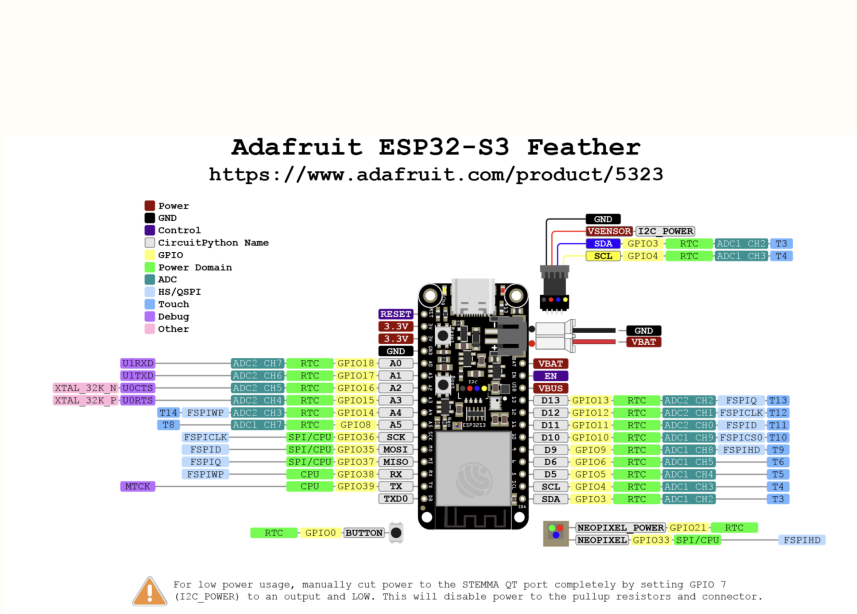 Adafruit ESP32-S3 Feather
https://www.adafruit.com/product/5323
Power
GND
Control
CircuitPython Name
GPIO
Power Domain
ADC
HS/QSPI
Touch
Debug
Other
GND
VSENSOR I2C_POWER
SDA GPIO3 RTC ADC1 CH2 T3
SCL GPIO4 RTC ADC1 CH3 T4
GND
VBAT
RESET
3.3V
3.3V
GND
U1RXD ADC2 CH7 RTC GPIO18 A0
U1TXD ADC2 CH6 RTC GPIO17 A1
XTAL_32K_N U0CTS ADC2 CH5 RTC GPIO16 A2
XTAL_32K_P U0RTS ADC2 CH4 RTC GPIO15 A3
T14 FSPIWP ADC2 CH3 RTC GPIO14 A4
T8 ADC1 CH7 RTC GPIO8 A5
FSPICLK SPI/CPU GPIO36 SCK
FSPID SPI/CPU GPIO35 MOSI
FSPIQ SPI/CPU GPIO37 MISO
FSPIWP CPU GPIO38 RX
MTCK CPU GPIO39 TX
TXD0
VBAT
EN
VBUS
D13 GPIO13 RTC ADC2 CH2 FSPIQ T13
D12 GPIO12 RTC ADC2 CH1 FSPICLK T12
D11 GPIO11 RTC ADC2 CH0 FSPID T11
D10 GPIO10 RTC ADC1 CH9 FSPICS0 T10
D9 GPIO9 RTC ADC1 CH8 FSPIHD T9
D6 GPIO6 RTC ADC1 CH5 T6
D5 GPIO5 RTC ADC1 CH4 T5
SCL GPIO4 RTC ADC1 CH3 T4
SDA GPIO3 RTC ADC1 CH2 T3
I2C
ESP32S3
RTC GPIO0 BUTTON
NEOPIXEL_POWER GPIO21 RTC
NEOPIXEL GPIO33 SPI/CPU FSPIHD
For low power usage, manually cut power to the STEMMA QT port completely by setting GPIO 7
(I2C_POWER) to an output and LOW. This will disable power to the pullup resistors and connector.